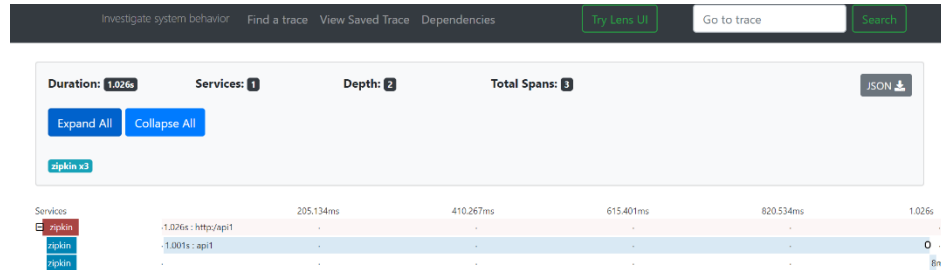 Investigate system behavior Find a trace View Saved Trace Dependencies Try Lens UI Go to trace Search
Duration: 1.026s Services: 1 Depth: 2 Total Spans: 3 JSON
Expand All Collapse All
zipkin x3
Services 205.134ms 410.267ms 615.401ms 820.534ms 1.026s
zipkin 1.026s : http:/api1
zipkin 1.001s : api1
zipkin 8m